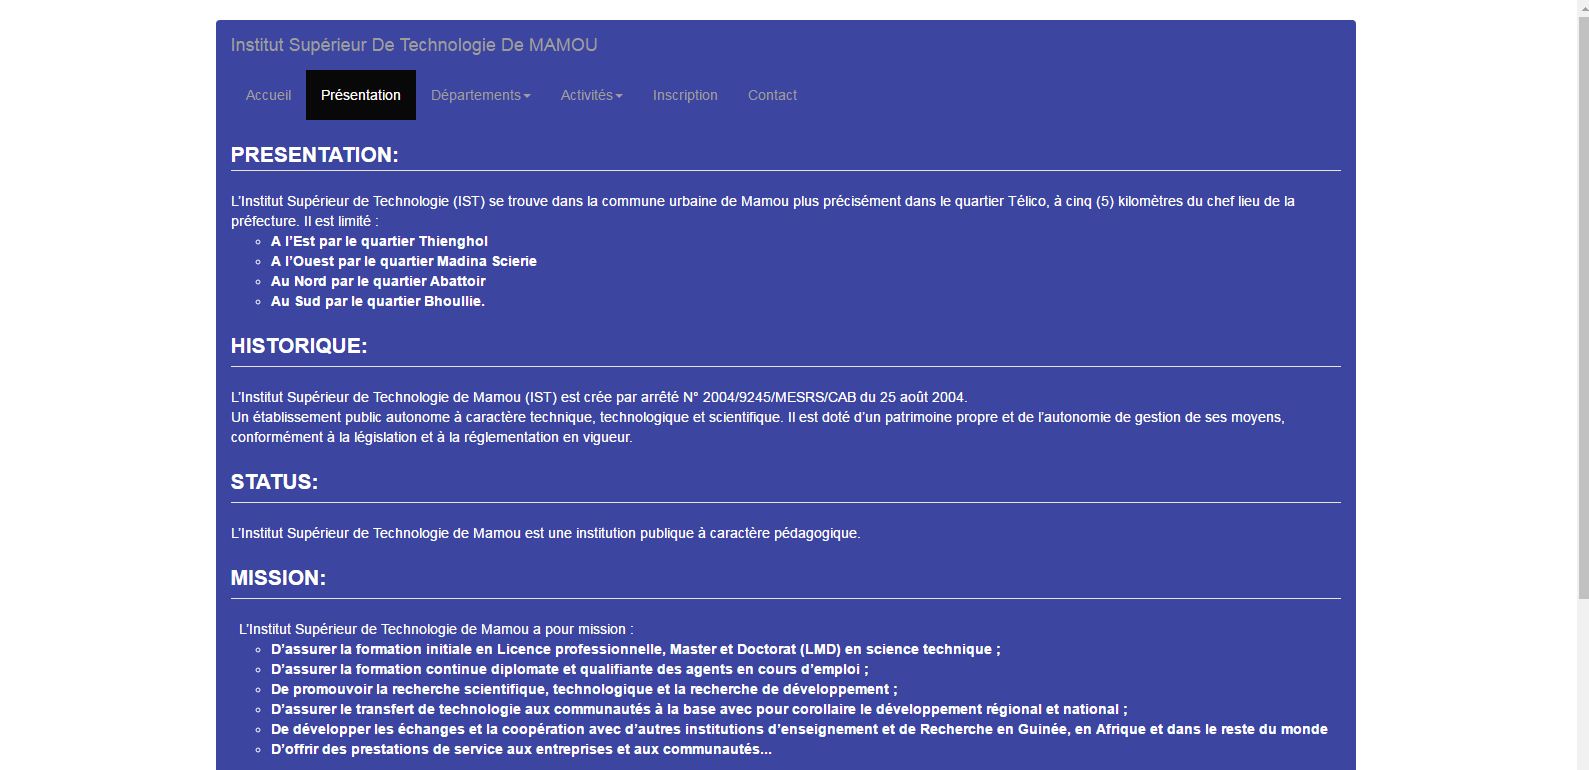 Institut Supérieur De Technologie De MAMOU
Accueil Présentation Départements Activités Inscription Contact
PRESENTATION:
L’Institut Supérieur de Technologie (IST) se trouve dans la commune urbaine de Mamou plus précisément dans le quartier Télico, à cinq (5) kilomètres du chef lieu de la
préfecture. Il est limité :
A l’Est par le quartier Thienghol
A l’Ouest par le quartier Madina Scierie
Au Nord par le quartier Abattoir
Au Sud par le quartier Bhoullie.
HISTORIQUE:
L’Institut Supérieur de Technologie de Mamou (IST) est crée par arrêté N° 2004/9245/MESRS/CAB du 25 août 2004.
Un établissement public autonome à caractère technique, technologique et scientifique. Il est doté d’un patrimoine propre et de l’autonomie de gestion de ses moyens,
conformément à la législation et à la réglementation en vigueur.
STATUS:
L’Institut Supérieur de Technologie de Mamou est une institution publique à caractère pédagogique.
MISSION:
L’Institut Supérieur de Technologie de Mamou a pour mission :
D’assurer la formation initiale en Licence professionnelle, Master et Doctorat (LMD) en science technique ;
D’assurer la formation continue diplomate et qualifiante des agents en cours d’emploi ;
De promouvoir la recherche scientifique, technologique et la recherche de développement ;
D’assurer le transfert de technologie aux communautés à la base avec pour corollaire le développement régional et national ;
De développer les échanges et la coopération avec d’autres institutions d’enseignement et de Recherche en Guinée, en Afrique et dans le reste du monde
D’offrir des prestations de service aux entreprises et aux communautés...